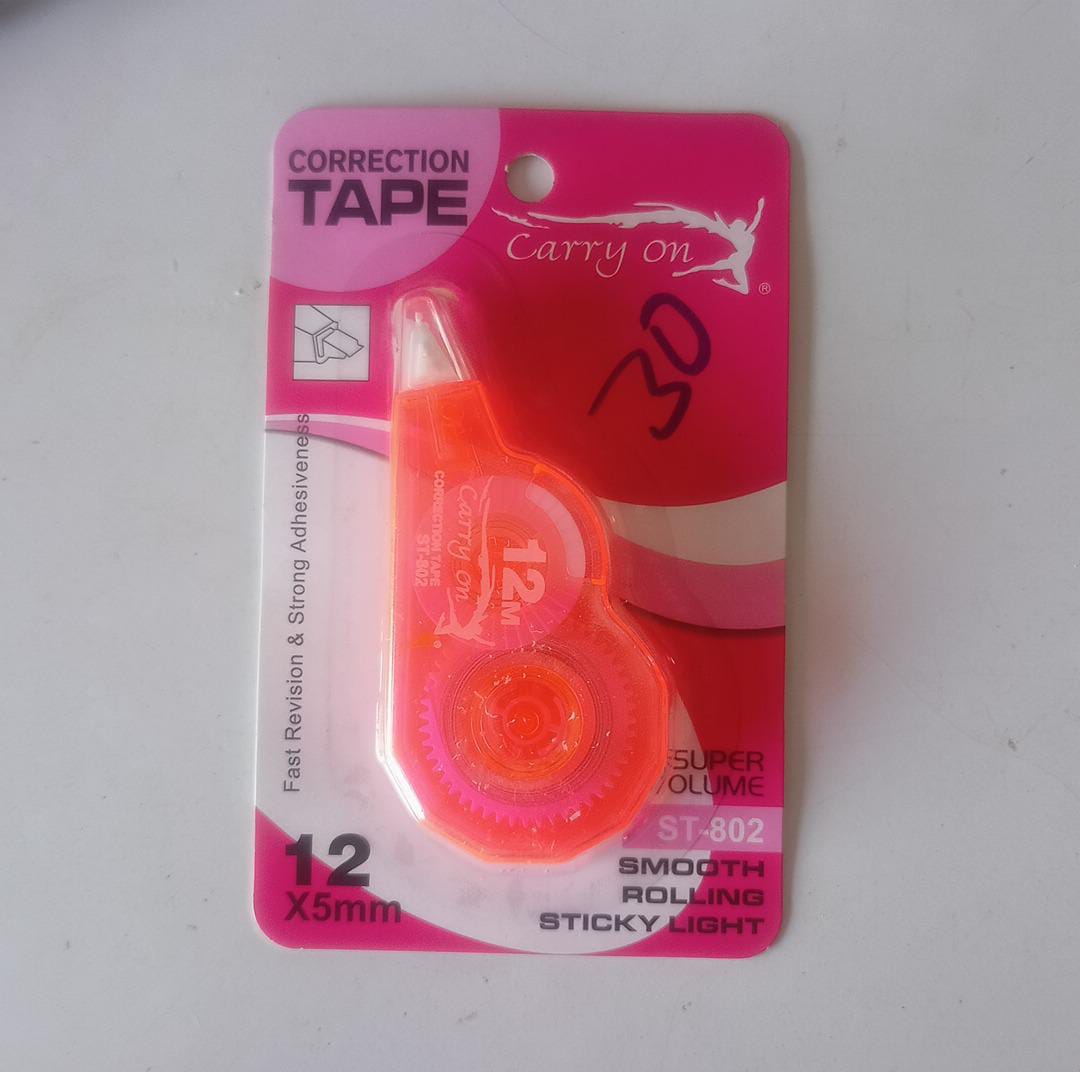 CORRECTION
TAPE
Carry on
®
30
Fast Revision & Strong Adhesiveness
12M
Carry on
®
CORRECTION TAPE
ST-802
SUPER
OLUME
ST-802
SMOOTH
ROLLING
STICKY LIGHT
12
X5mm